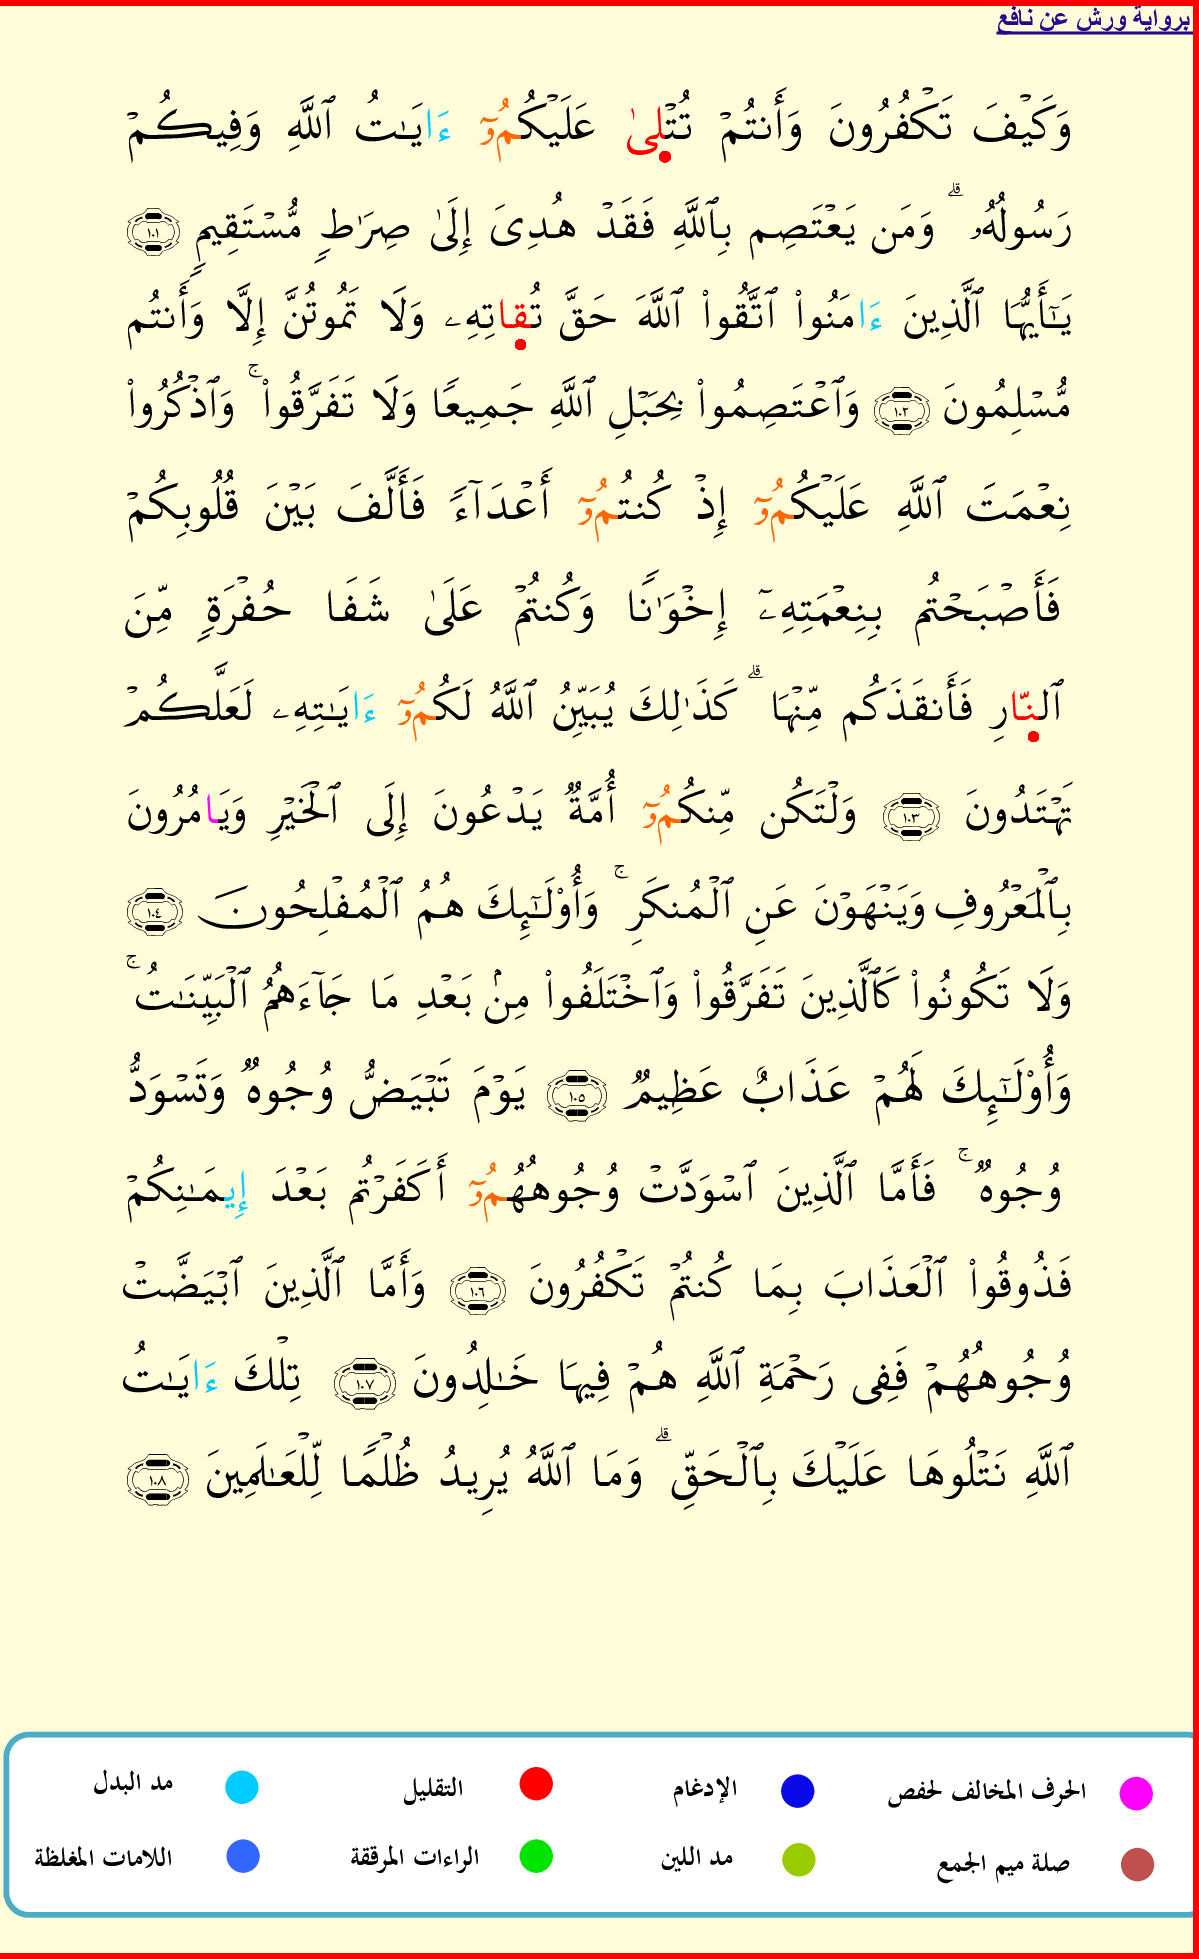 برواية ورش عن نافع
وَكَيْفَ تَكْفُرُونَ وَأَنتُمْ تُتْلۭىٰ عَلَيْكُمُۥٓ ءَايَٰتُ ٱللَّهِ وَفِيكُمْ
رَسُولُهُۥ ۗ وَمَن يَعْتَصِم بِٱللَّهِ فَقَدْ هُدِىَ إِلَىٰ صِرَٰطٖ مُّسْتَقِيمٖ ١٠١
يَٰٓأَيُّهَا ٱلَّذِينَ ءَامَنُوا۟ ٱتَّقُوا۟ ٱللَّهَ حَقَّ تُقَاتِهِۦ وَلَا تَمُوتُنَّ إِلَّا وَأَنتُم
مُّسْلِمُونَ ١٠٢ وَٱعْتَصِمُوا۟ بِحَبْلِ ٱللَّهِ جَمِيعٗا وَلَا تَفَرَّقُوا۟ ۚ وَٱذْكُرُوا۟
نِعْمَتَ ٱللَّهِ عَلَيْكُمُۥٓ إِذْ كُنتُمُۥٓ أَعْدَآءٗ فَأَلَّفَ بَيْنَ قُلُوبِكُمْ
فَأَصْبَحْتُم بِنِعْمَتِهِۦٓ إِخْوَٰنٗا وَكُنتُمْ عَلَىٰ شَفَا حُفْرَةٖ مِّنَ
ٱلنَّارِ فَأَنقَذَكُم مِّنْهَا ۗ كَذَٰلِكَ يُبَيِّنُ ٱللَّهُ لَكُمُۥٓ ءَايَٰتِهِۦ لَعَلَّكُمْ
تَهْتَدُونَ ١٠٣ وَلْتَكُن مِّنكُمُۥٓ أُمَّةٞ يَدْعُونَ إِلَى ٱلْخَيْرِ وَيَامُرُونَ
بِٱلْمَعْرُوفِ وَيَنْهَوْنَ عَنِ ٱلْمُنكَرِ ۚ وَأُو۟لَٰٓئِكَ هُمُ ٱلْمُفْلِحُونَ ١٠٤
وَلَا تَكُونُوا۟ كَٱلَّذِينَ تَفَرَّقُوا۟ وَٱخْتَلَفُوا۟ مِنۢ بَعْدِ مَا جَآءَهُمُ ٱلْبَيِّنَٰتُ ۚ
وَأُو۟لَٰٓئِكَ لَهُمْ عَذَابٌ عَظِيمٞ ١٠٥ يَوْمَ تَبْيَضُّ وُجُوهٞ وَتَسْوَدُّ
وُجُوهٞ ۚ فَأَمَّا ٱلَّذِينَ ٱسْوَدَّتْ وُجُوهُهُمُۥٓ أَكَفَرْتُم بَعْدَ إِيمَٰنِكُمْ
فَذُوقُوا۟ ٱلْعَذَابَ بِمَا كُنتُمْ تَكْفُرُونَ ١٠٦ وَأَمَّا ٱلَّذِينَ ٱبْيَضَّتْ
وُجُوهُهُمْ فَفِى رَحْمَةِ ٱللَّهِ هُمْ فِيهَا خَٰلِدُونَ ١٠٧ تِلْكَ ءَايَٰتُ
ٱللَّهِ نَتْلُوهَا عَلَيْكَ بِٱلْحَقِّ ۗ وَمَا ٱللَّهُ يُرِيدُ ظُلْمٗا لِّلْعَٰلَمِينَ ١٠٨
الحرف المخالف لحفص الإدغام التقليل مد البدل
صلة ميم الجمع مد اللين الراءات المرققة اللامات المغلظة